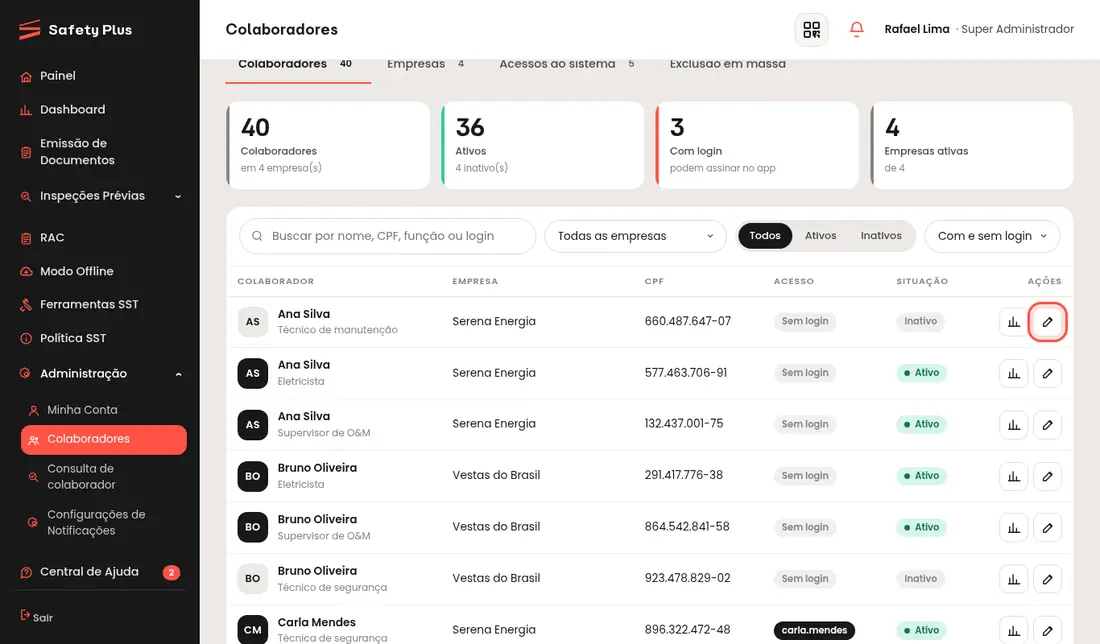 Safety Plus
Colaboradores
Rafael Lima · Super Administrador
Painel
Dashboard
Emissão de
Documentos
Inspeções Prévias
RAC
Modo Offline
Ferramentas SST
Política SST
Administração
Minha Conta
Colaboradores
Consulta de
colaborador
Configurações de
Notificações
Central de Ajuda 2
Sair
Colaboradores 40 Empresas 4 Acessos ao sistema 5 Exclusão em massa
40
Colaboradores
em 4 empresa(s)
36
Ativos
4 inativo(s)
3
Com login
podem assinar no app
4
Empresas ativas
de 4
Buscar por nome, CPF, função ou login Todas as empresas Todos Ativos Inativos Com e sem login
COLABORADOR EMPRESA CPF ACESSO SITUAÇÃO AÇÕES
AS Ana Silva Serena Energia 660.487.647-07 Sem login Inativo
Técnico de manutenção
AS Ana Silva Serena Energia 577.463.706-91 Sem login Ativo
Eletricista
AS Ana Silva Serena Energia 132.437.001-75 Sem login Ativo
Supervisor de O&M
BO Bruno Oliveira Vestas do Brasil 291.417.776-38 Sem login Ativo
Eletricista
BO Bruno Oliveira Vestas do Brasil 864.542.841-58 Sem login Ativo
Supervisor de O&M
BO Bruno Oliveira Vestas do Brasil 923.478.829-02 Sem login Inativo
Técnico de segurança
CM Carla Mendes Serena Energia 896.322.472-48 carla.mendes Ativo
Técnica de segurança